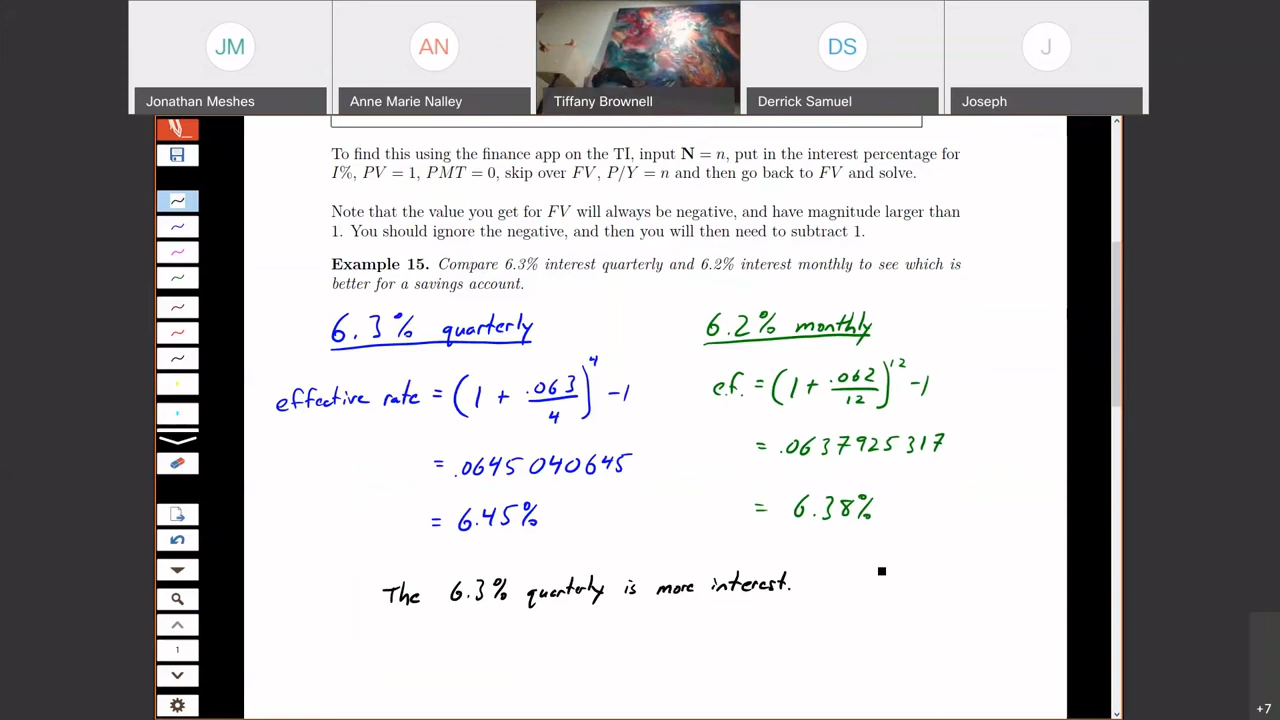 JM
AN
DS
J
Jonathan Meshes
Anne Marie Nalley
Tiffany Brownell
Derrick Samuel
Joseph
To find this using the finance app on the TI, input N = n, put in the interest percentage for
I%, PV = 1, PMT = 0, skip over FV, P/Y = n and then go back to FV and solve.
Note that the value you get for FV will always be negative, and have magnitude larger than
1. You should ignore the negative, and then you will then need to subtract 1.
Example 15. Compare 6.3% interest quarterly and 6.2% interest monthly to see which is
better for a savings account.
6.3% quarterly
effective rate = (1 + .063/4)^4 - 1
= .0645040645
= 6.45%
6.2% monthly
e.f. = (1 + .062/12)^12 - 1
= .0637925317
= 6.38%
The 6.3% quarterly is more interest.
1
+7